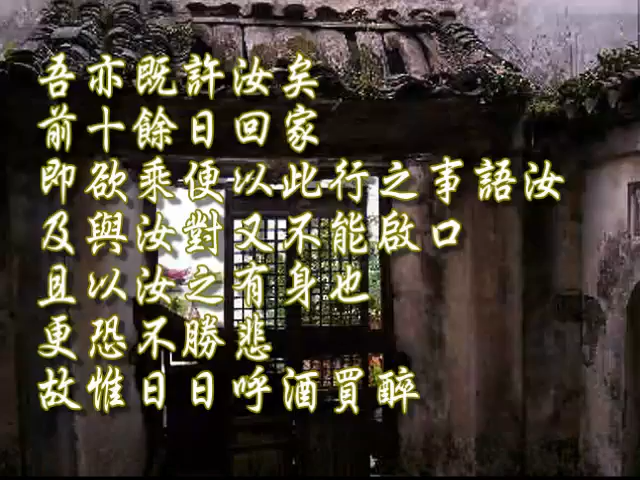 吾亦既許汝矣
前十餘日回家
即欲乘便以此行之事語汝
及與汝對又不能啟口
且以汝之有身也
更恐不勝悲
故惟日日呼酒買醉